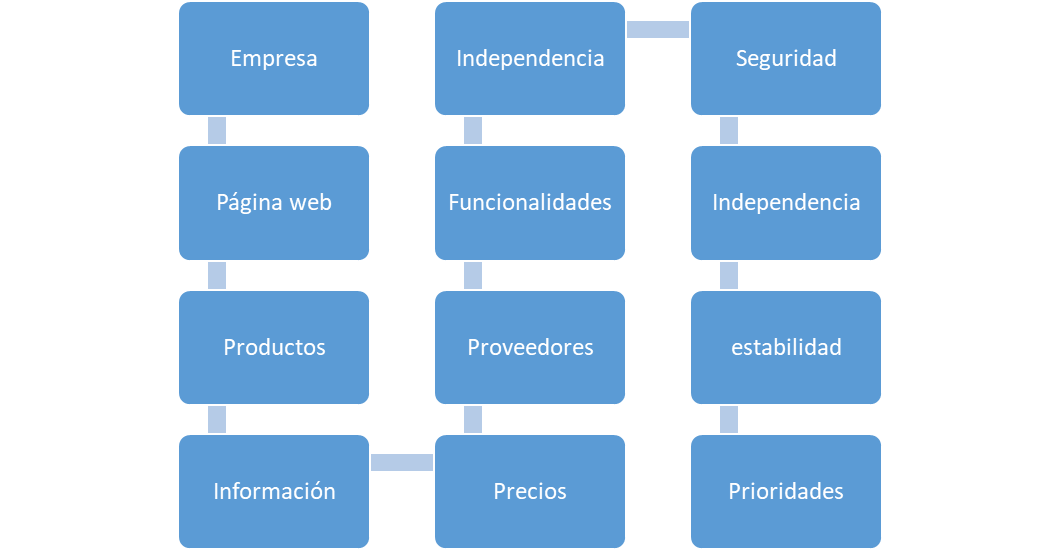 Empresa
Página web
Productos
Información
Precios
Proveedores
Funcionalidades
Independencia
Seguridad
Independencia
estabilidad
Prioridades